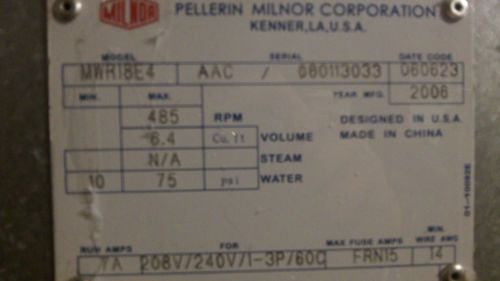 MILNOR
PELLERIN MILNOR CORPORATION
KENNER, LA, U.S.A.
MODEL SERIAL DATE CODE
MWR18E4 AAC / 080113033 060623
MIN. MAX. YEAR MFG. 2006
485 RPM DESIGNED IN U.S.A.
6.4 Cu.ft VOLUME MADE IN CHINA
N/A STEAM
10 75 psi WATER
01-10092E
RUN AMPS FOR MAX FUSE AMPS MIN. WIRE AWG
7A 208V/240V/1-3P/60C FRN15 14